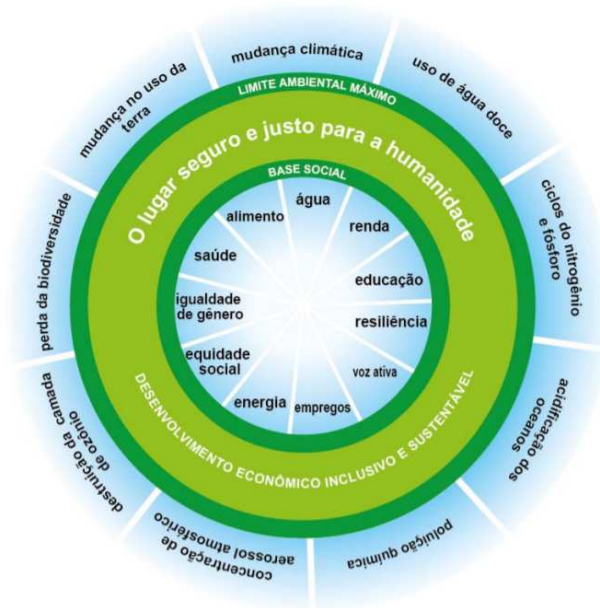 mudança climática
uso de água doce
ciclos do nitrogênio
e fósforo
acidificação dos
oceanos
poluição química
concentração de
aerossol atmosférico
destruição da camada
de ozônio
perda da biodiversidade
mudança no uso da
terra
LIMITE AMBIENTAL MÁXIMO
O lugar seguro e justo para a humanidade
BASE SOCIAL
água
renda
educação
resiliência
voz ativa
empregos
energia
equidade
social
igualdade
de gênero
saúde
alimento
DESENVOLVIMENTO ECONÔMICO INCLUSIVO E SUSTENTÁVEL